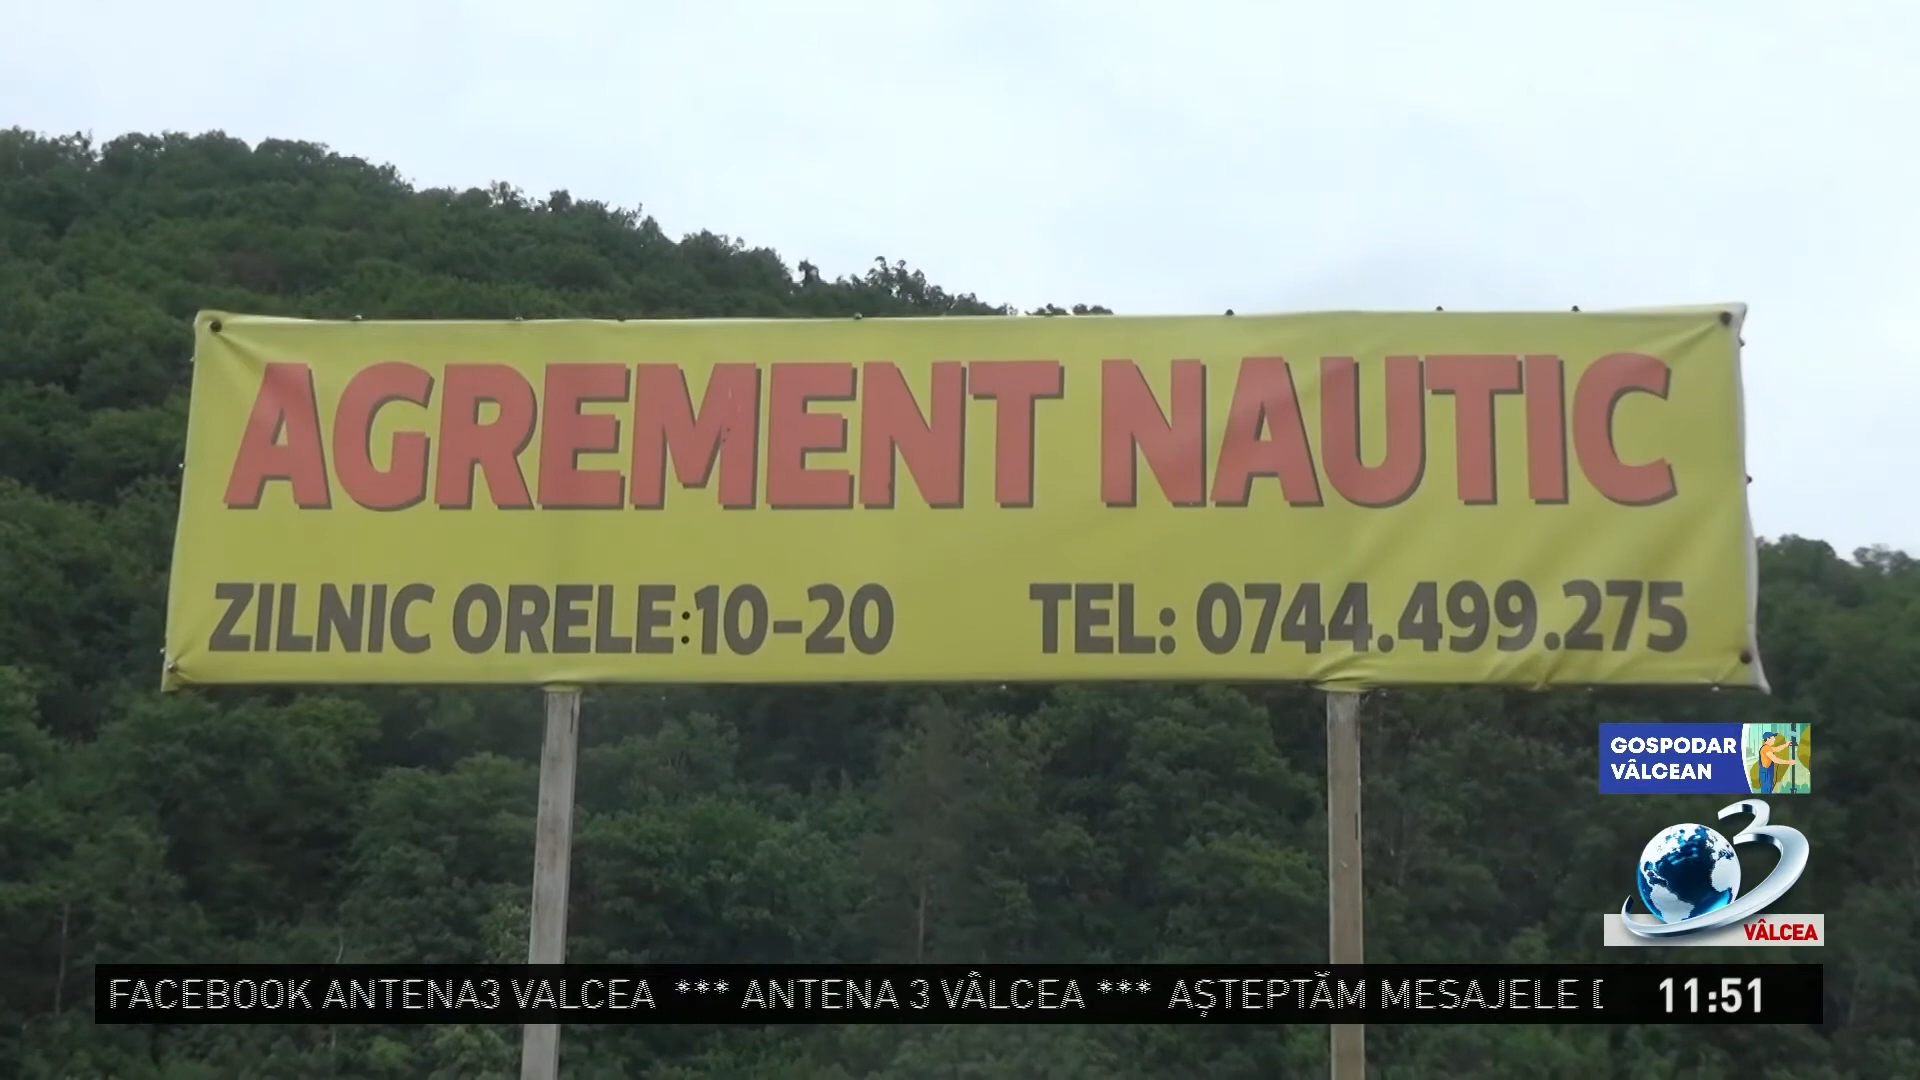 AGREMENT NAUTIC
ZILNIC ORELE:10-20 TEL: 0744.499.275
GOSPODAR
VÂLCEAN
3
VÂLCEA
FACEBOOK ANTENA3 VALCEA *** ANTENA 3 VÂLCEA *** AȘTEPTĂM MESAJELE
11:51